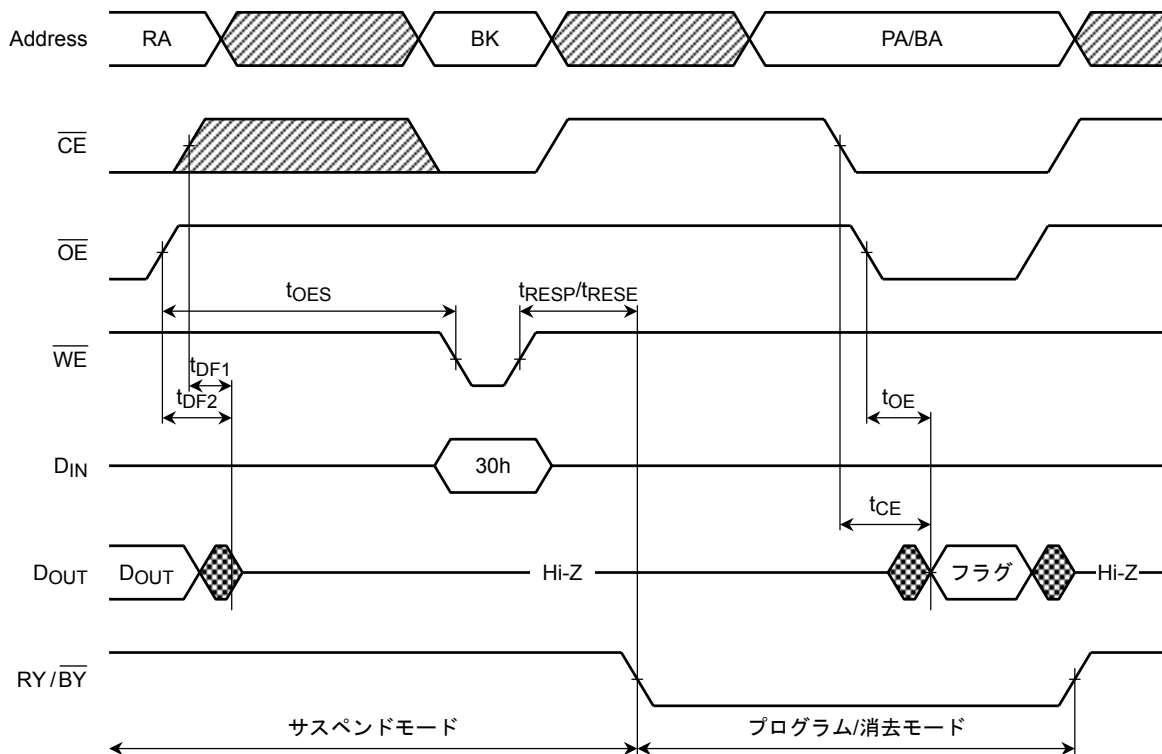 Address RA BK PA/BA
CE
OE
tOES tRESP/tRESE
WE
tDF1
tDF2 tOE
DIN 30h
tCE
DOUT DOUT Hi-Z フラグ Hi-Z
RY/BY
サスペンドモード プログラム/消去モード